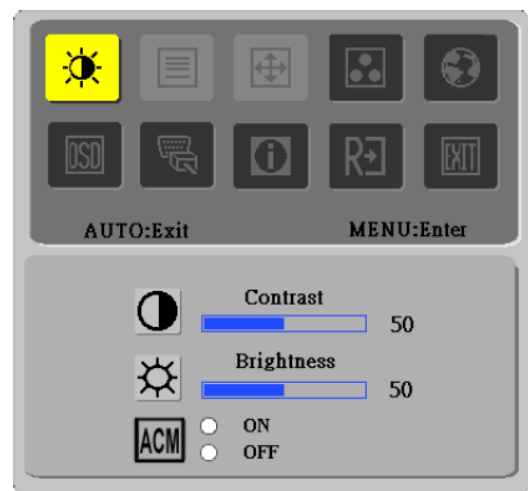 OSD
i
R
EXIT
AUTO:Exit MENU:Enter
Contrast
50
Brightness
50
ACM
ON
OFF